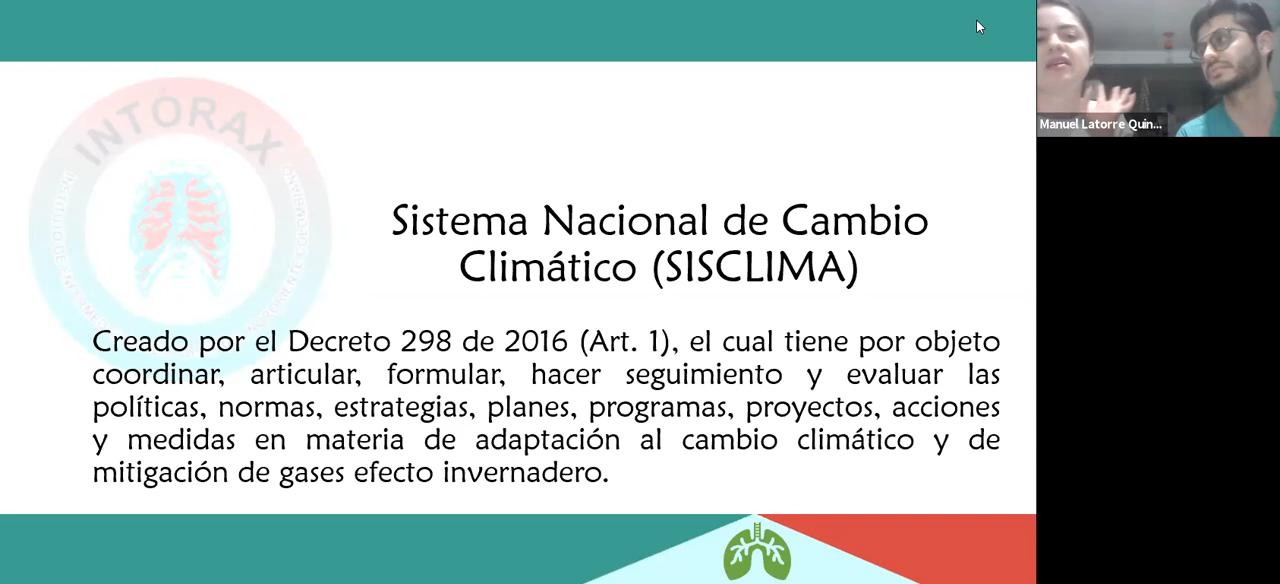 INTÓRAX
Sistema Nacional de Cambio
Climático (SISCLIMA)
Creado por el Decreto 298 de 2016 (Art. 1), el cual tiene por objeto
coordinar, articular, formular, hacer seguimiento y evaluar las
políticas, normas, estrategias, planes, programas, proyectos, acciones
y medidas en materia de adaptación al cambio climático y de
mitigación de gases efecto invernadero.
Manuel Latorre Quin...